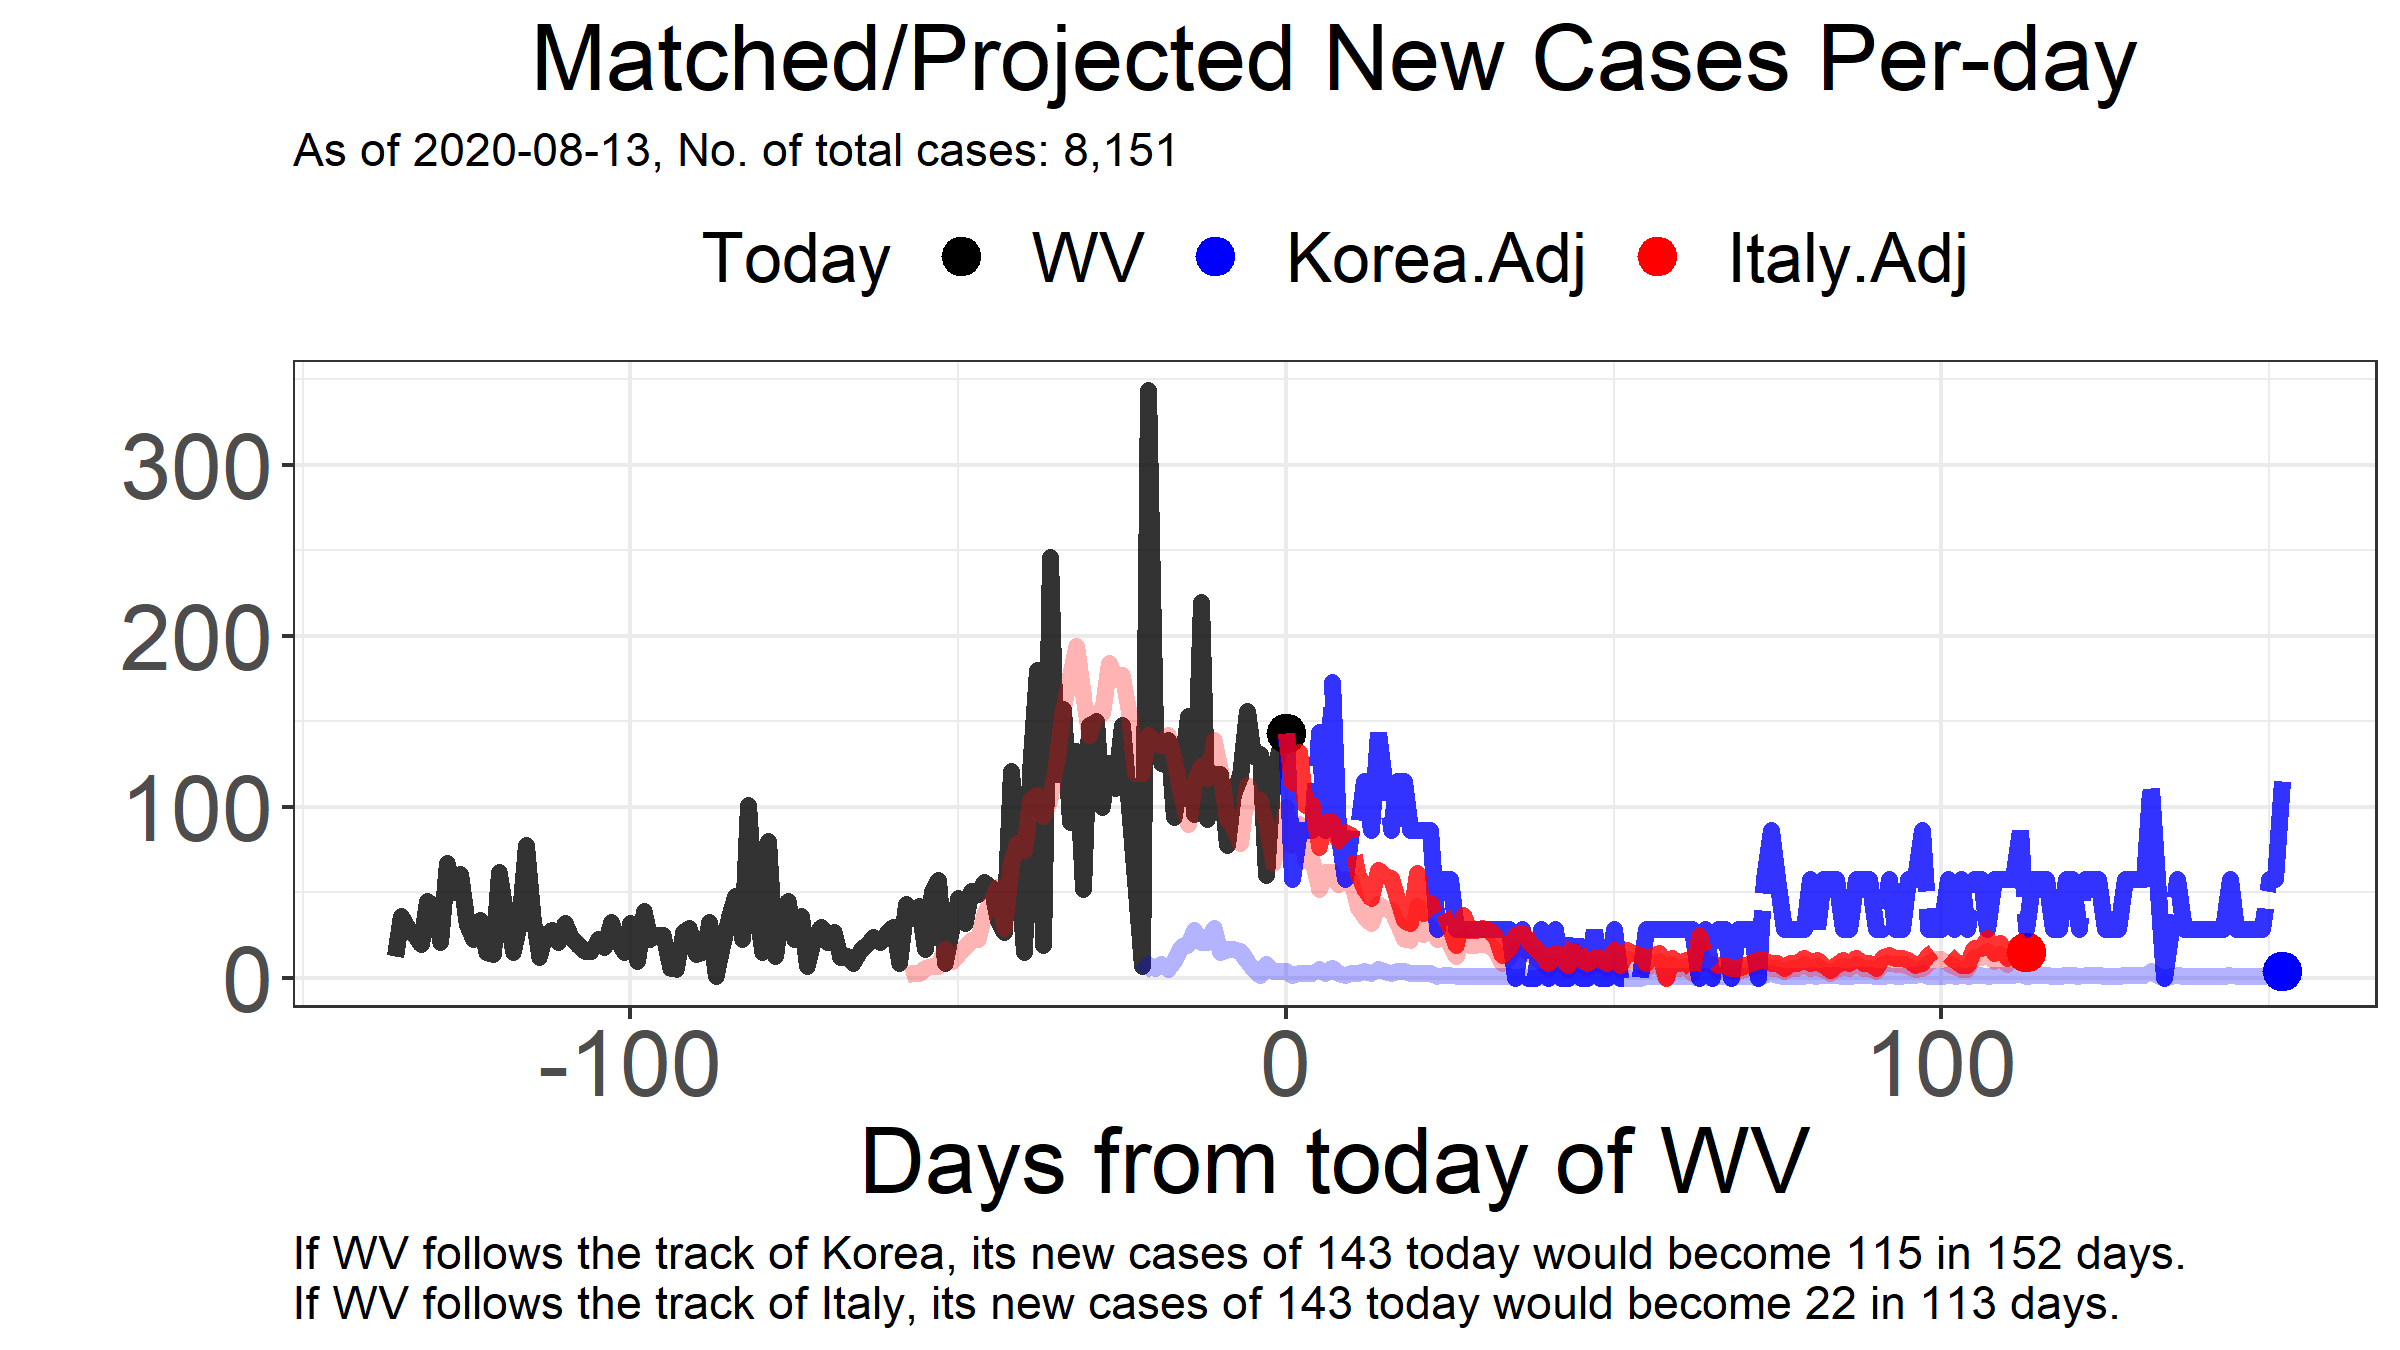 Matched/Projected New Cases Per-day
As of 2020-08-13, No. of total cases: 8,151
Today WV Korea.Adj Italy.Adj
300
200
100
0
-100 0 100
Days from today of WV
If WV follows the track of Korea, its new cases of 143 today would become 115 in 152 days.
If WV follows the track of Italy, its new cases of 143 today would become 22 in 113 days.